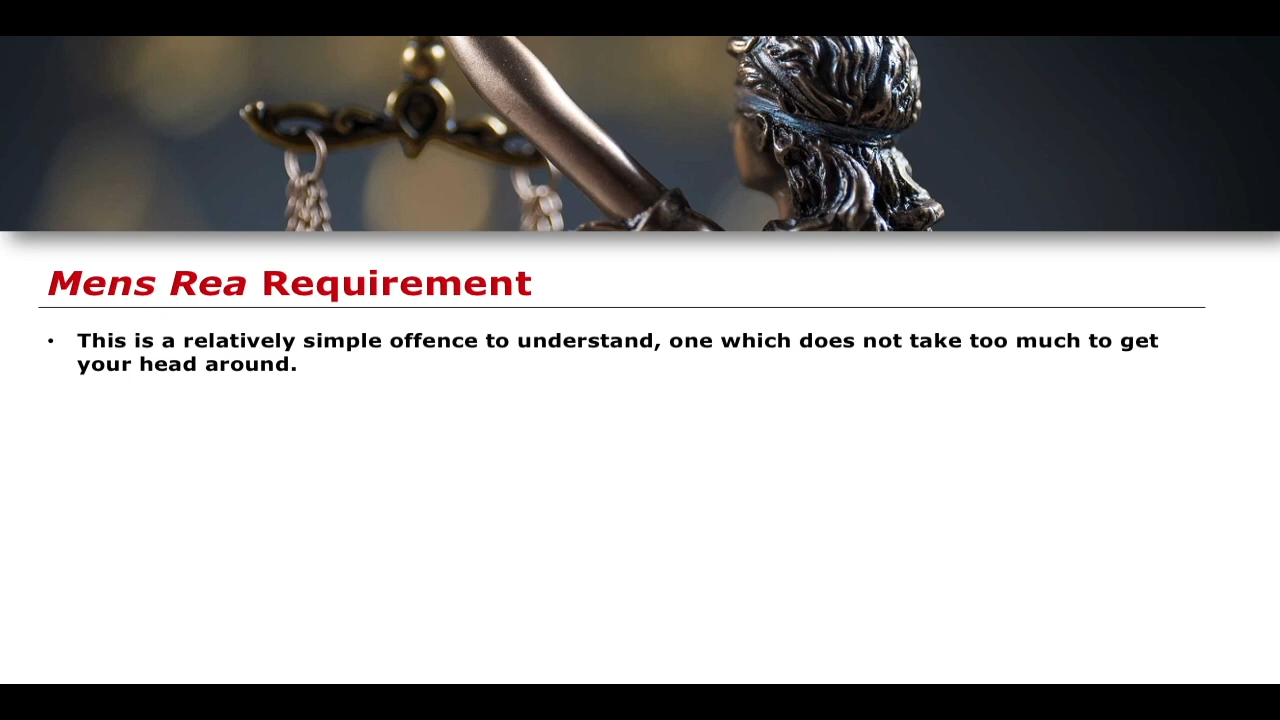 Mens Rea Requirement
• This is a relatively simple offence to understand, one which does not take too much to get
your head around.